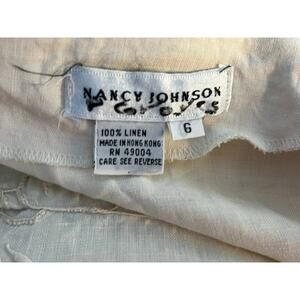 NANCY JOHNSON
6
100% LINEN
MADE IN HONG KONG
RN 49004
CARE SEE REVERSE